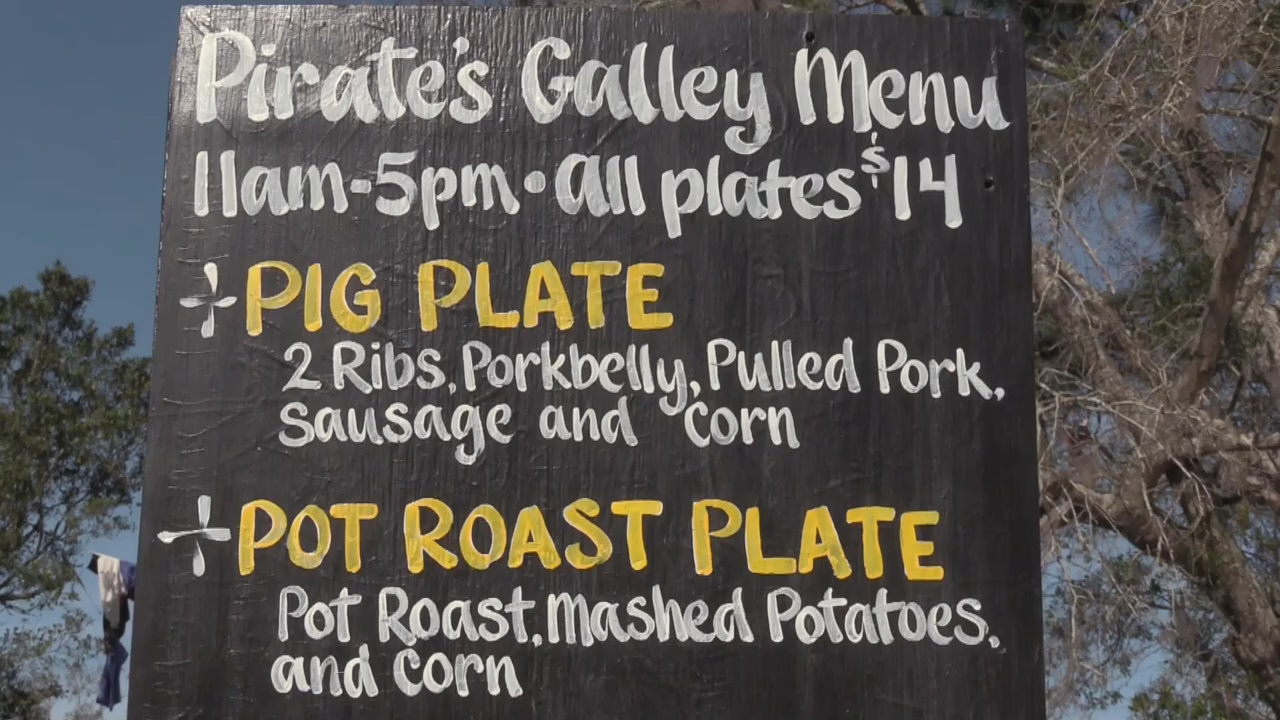 Pirate's Galley Menu
11am-5pm • All plates $14
PIG PLATE
2 Ribs, Porkbelly, Pulled Pork,
sausage and corn
POT ROAST PLATE
Pot Roast, Mashed Potatoes,
and corn